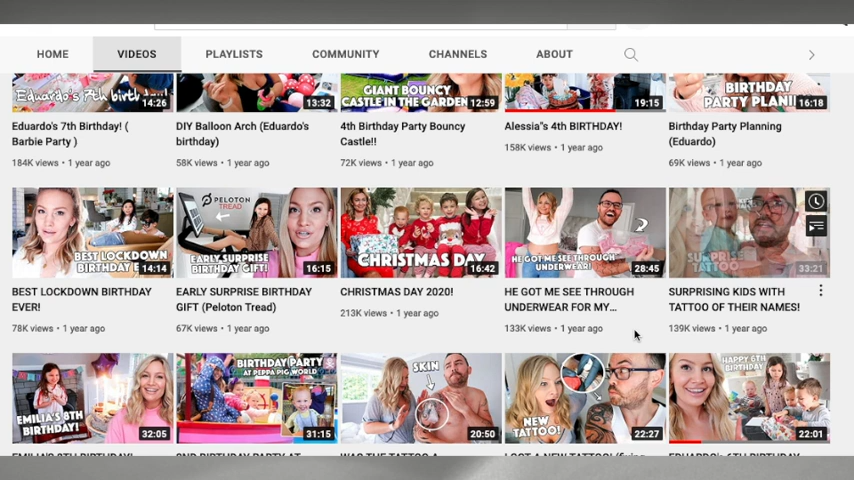 HOME VIDEOS PLAYLISTS COMMUNITY CHANNELS ABOUT
Eduardo's 7th birthday!
14:26
13:32
GIANT BOUNCY
CASTLE IN THE GARDEN
12:59
19:15
BIRTHDAY
PARTY PLANNI
16:18
Eduardo's 7th Birthday! (
Barbie Party )
184K views • 1 year ago
DIY Balloon Arch (Eduardo's
birthday)
58K views • 1 year ago
4th Birthday Party Bouncy
Castle!!
72K views • 1 year ago
Alessia"s 4th BIRTHDAY!
158K views • 1 year ago
Birthday Party Planning
(Eduardo)
69K views • 1 year ago
BEST LOCKDOWN
BIRTHDAY E
14:14
PELOTON
TREAD
EARLY SURPRISE
BIRTHDAY GIFT!
16:15
CHRISTMAS DAY
16:42
HE GOT ME SEE THROUGH
UNDERWEAR!
28:45
SURPRISE
TATTOO
33:21
BEST LOCKDOWN BIRTHDAY
EVER!
78K views • 1 year ago
EARLY SURPRISE BIRTHDAY
GIFT (Peloton Tread)
67K views • 1 year ago
CHRISTMAS DAY 2020!
213K views • 1 year ago
HE GOT ME SEE THROUGH
UNDERWEAR FOR MY...
133K views • 1 year ago
SURPRISING KIDS WITH
TATTOO OF THEIR NAMES!
139K views • 1 year ago
EMILIA'S 8TH
BIRTHDAY!
32:05
BIRTHDAY PARTY
AT PEPPA PIG WORLD
31:15
SKIN
20:50
NEW
TATTOO!
22:27
HAPPY 6TH
BIRTHDAY
22:01